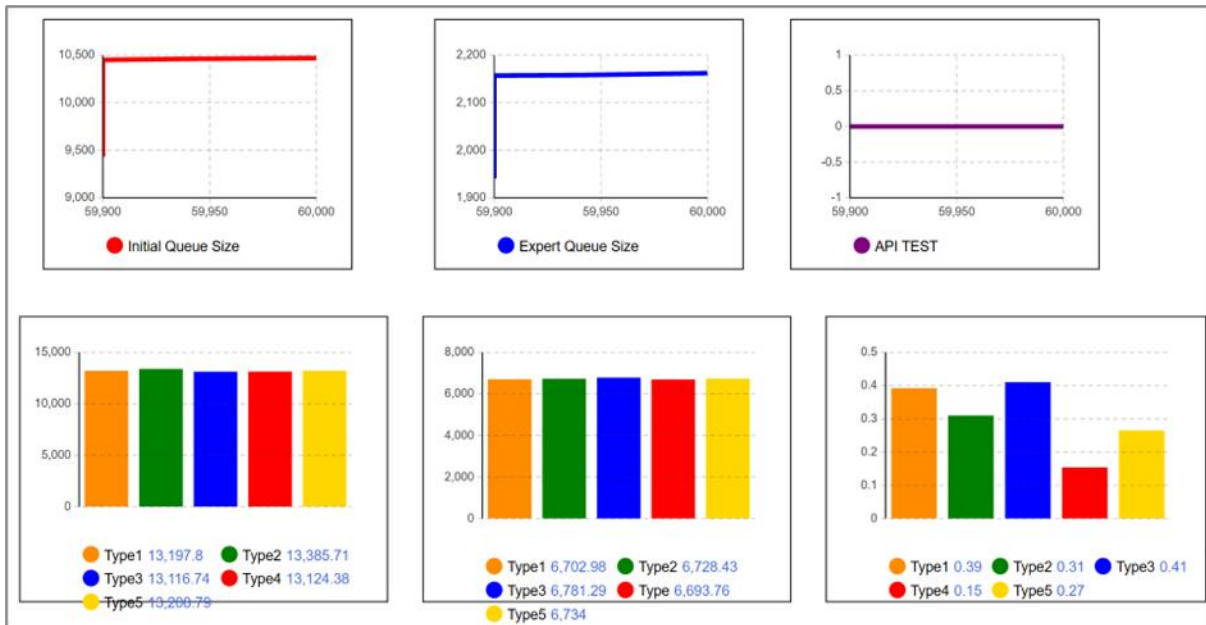 10,500
10,000
9,500
9,000
59,900 59,950 60,000
Initial Queue Size
2,200
2,100
2,000
1,900
59,900 59,950 60,000
Expert Queue Size
1
0.5
0
-0.5
-1
59,900 59,950 60,000
API TEST
15,000
10,000
5,000
0
Type1 13,197.8 Type2 13,385.71
Type3 13,116.74 Type4 13,124.38
Type5 13,200.79
8,000
6,000
4,000
2,000
0
Type1 6,702.98 Type2 6,728.43
Type3 6,781.29 Type 6,693.76
Type5 6,734
0.5
0.4
0.3
0.2
0.1
0
Type1 0.39 Type2 0.31 Type3 0.41
Type4 0.15 Type5 0.27